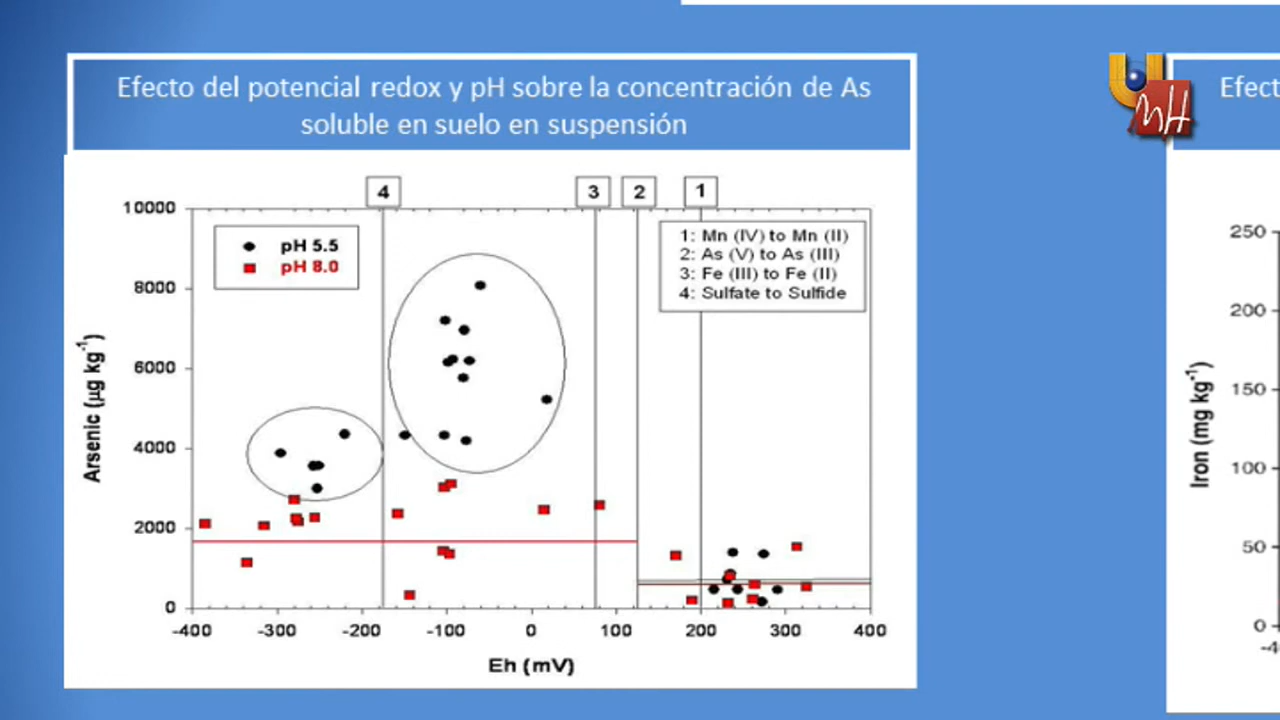 Efecto del potencial redox y pH sobre la concentración de As
soluble en suelo en suspensión
UMH
Efect
4
3
2
1
10000
8000
6000
4000
2000
0
pH 5.5
pH 8.0
1: Mn (IV) to Mn (II)
2: As (V) to As (III)
3: Fe (III) to Fe (II)
4: Sulfate to Sulfide
Arsenic (µg kg⁻¹)
-400 -300 -200 -100 0 100 200 300 400
Eh (mV)
250
200
150
100
50
0
Iron (mg kg⁻¹)
-4